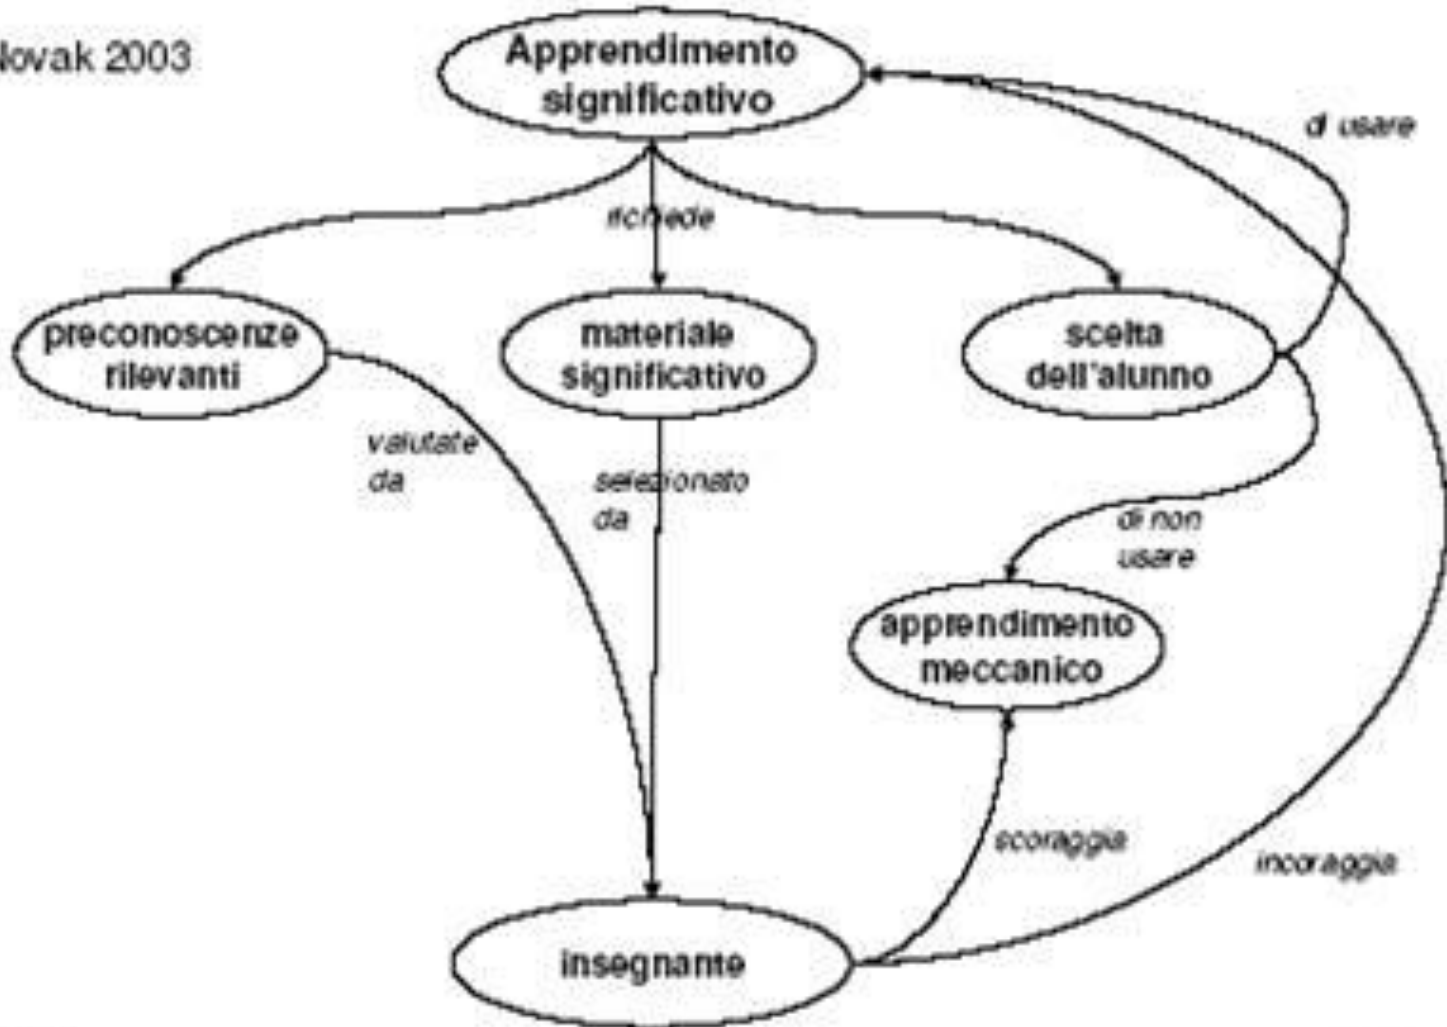 Novak 2003
Apprendimento
significativo
di usare
richiede
preconoscenze
rilevanti
materiale
significativo
scelta
dell'alunno
valutate
da
selezionato
da
di non
usare
apprendimento
meccanico
scoraggia
incoraggia
insegnante